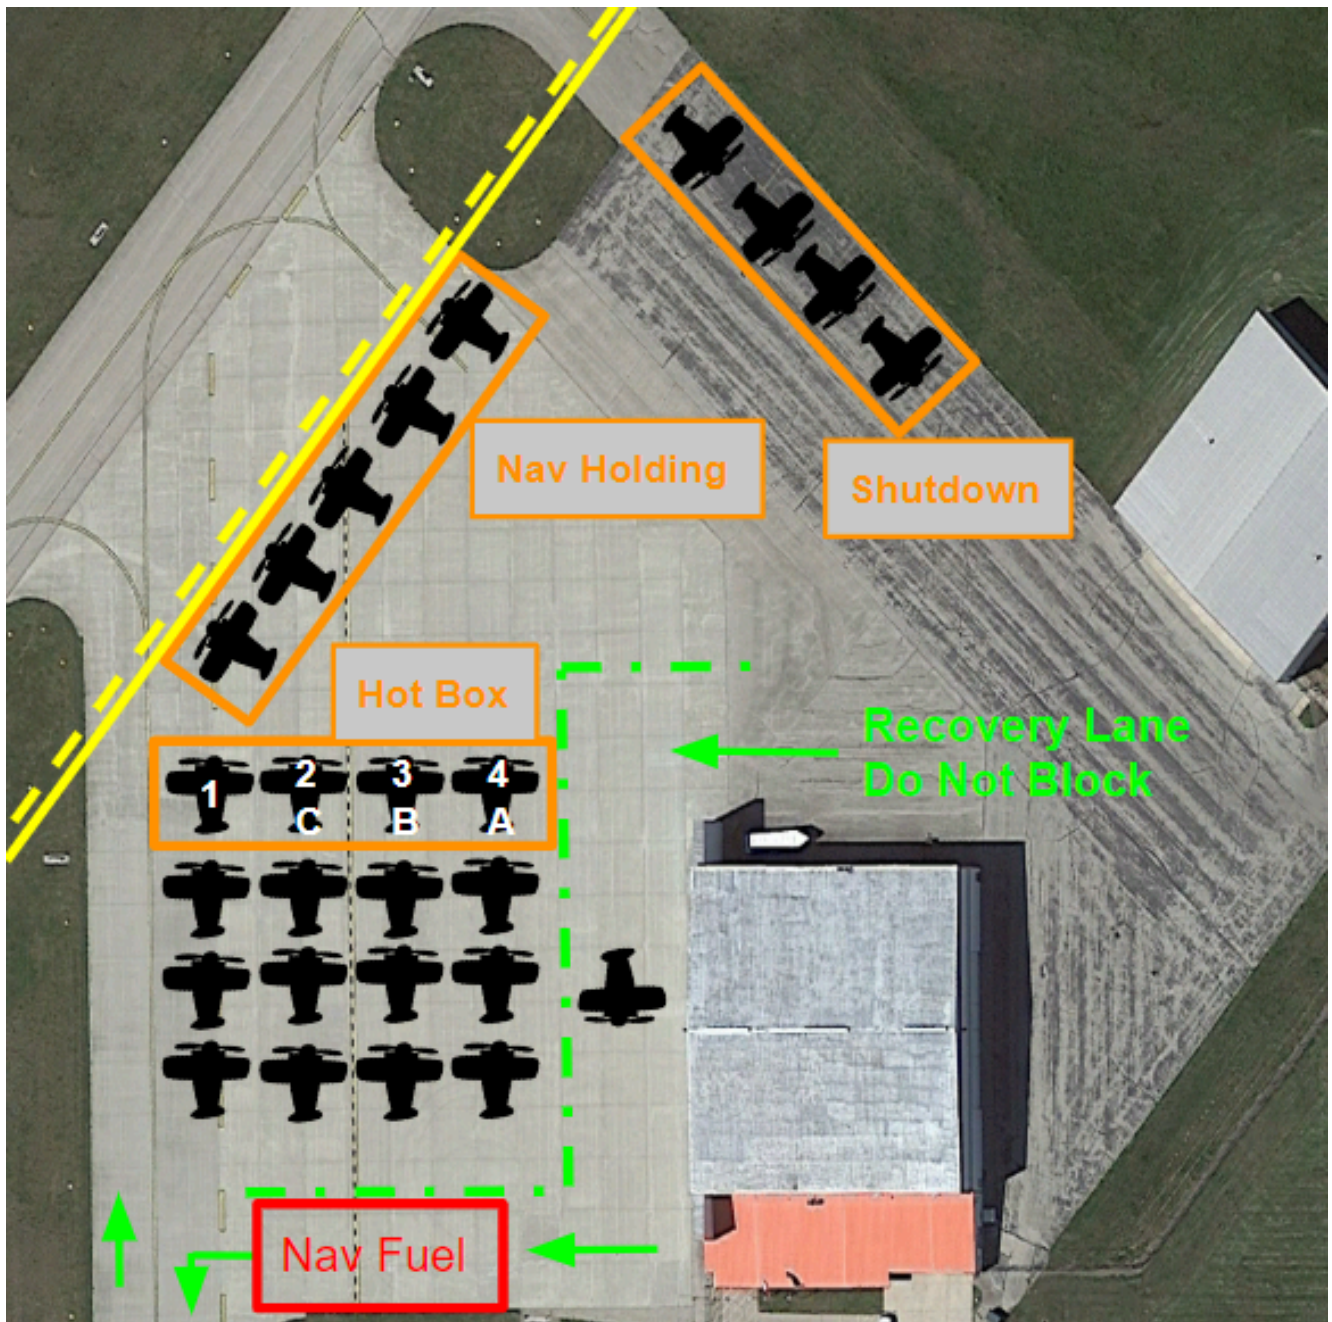 Nav Holding
Shutdown
Hot Box
Recovery Lane
Do Not Block
1 2 3 4
C B A
Nav Fuel